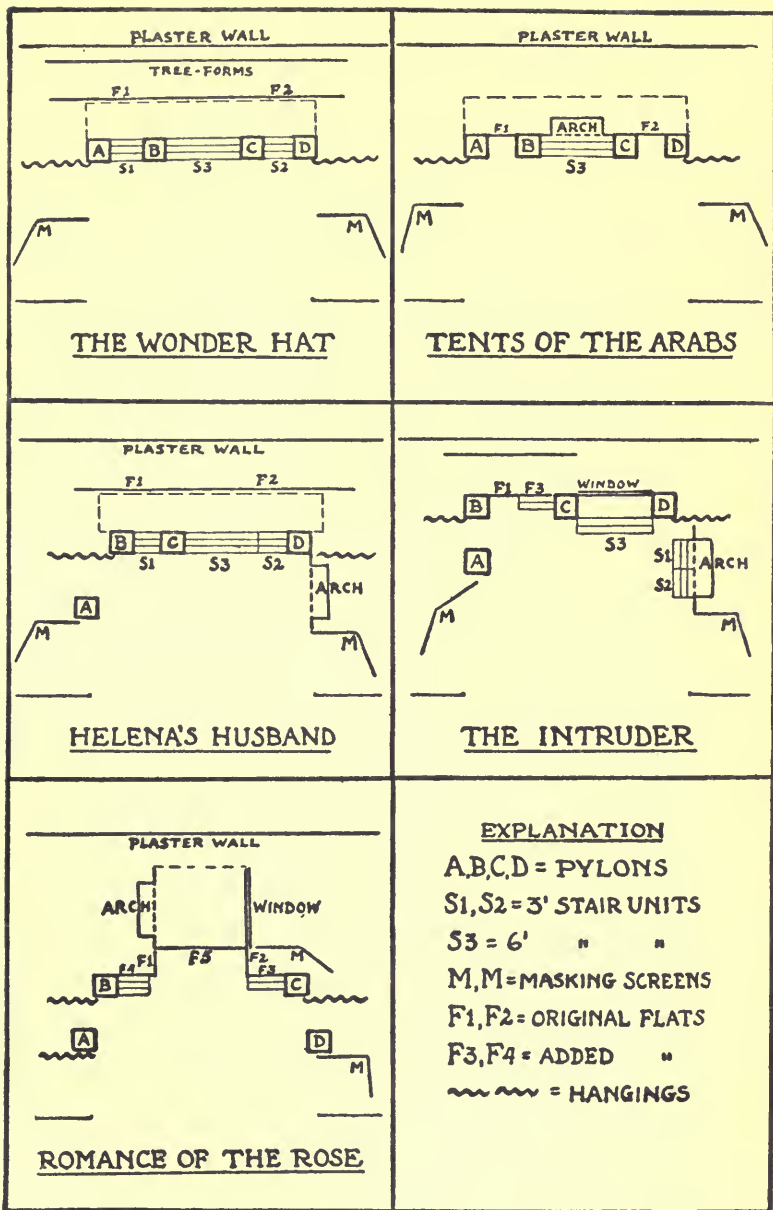 PLASTER WALL
TREE-FORMS
F1 F2
A B C D
S1 S3 S2
M M
THE WONDER HAT
PLASTER WALL
F1 ARCH F2
A B C D
S3
M M
TENTS OF THE ARABS
PLASTER WALL
F1 F2
B C D
S1 S3 S2
ARCH
A
M M
HELENA'S HUSBAND
WINDOW
F1 F3
B C D
S3
A S1 ARCH
S2
M M
THE INTRUDER
PLASTER WALL
ARCH WINDOW
F1 F5 F2 M
F4 F3
B C
A D
M
ROMANCE OF THE ROSE
EXPLANATION
A,B,C,D = PYLONS
S1, S2 = 3' STAIR UNITS
S3 = 6' " "
M, M = MASKING SCREENS
F1, F2 = ORIGINAL FLATS
F3, F4 = ADDED "
= HANGINGS